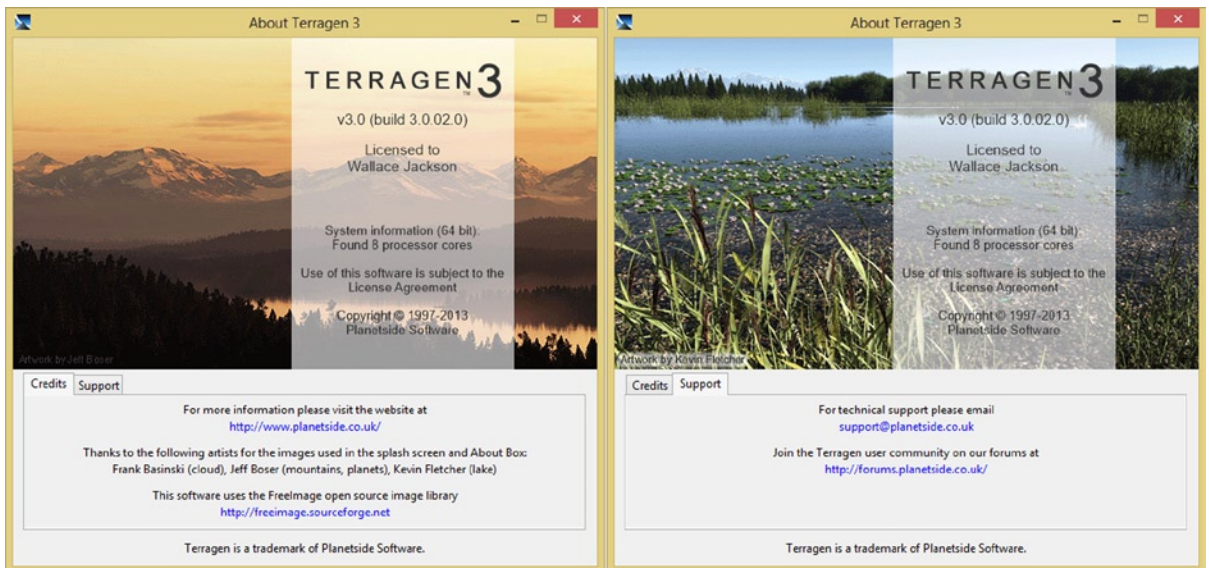 About Terragen 3
TERRAGEN 3
TM
v3.0 (build 3.0.02.0)
Licensed to
Wallace Jackson
System information (64 bit):
Found 8 processor cores
Use of this software is subject to the
License Agreement
Copyright © 1997-2013
Planetside Software
Artwork by Jeff Boser
Credits Support
For more information please visit the website at
http://www.planetside.co.uk/
Thanks to the following artists for the images used in the splash screen and About Box:
Frank Basinski (cloud), Jeff Boser (mountains, planets), Kevin Fletcher (lake)
This software uses the FreeImage open source image library
http://freeimage.sourceforge.net
Terragen is a trademark of Planetside Software.
About Terragen 3
TERRAGEN 3
TM
v3.0 (build 3.0.02.0)
Licensed to
Wallace Jackson
System information (64 bit):
Found 8 processor cores
Use of this software is subject to the
License Agreement
Copyright © 1997-2013
Planetside Software
Artwork by Kevin Fletcher
Credits Support
For technical support please email
support@planetside.co.uk
Join the Terragen user community on our forums at
http://forums.planetside.co.uk/
Terragen is a trademark of Planetside Software.